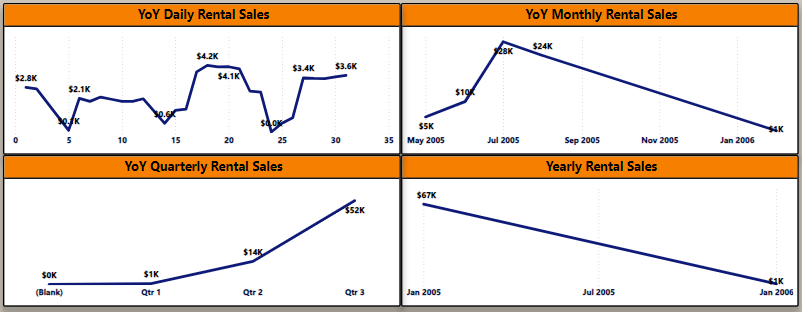 YoY Daily Rental Sales
$2.8K
$2.1K
$0.6K
$4.2K
$4.1K
$0.0K
$3.4K
$3.6K
0 5 10 15 20 25 30 35
YoY Monthly Rental Sales
$5K
$10K
$28K
$24K
May 2005 Jul 2005 Sep 2005 Nov 2005 Jan 2006
YoY Quarterly Rental Sales
$0K
$1K
$14K
$52K
(Blank) Qtr 1 Qtr 2 Qtr 3
Yearly Rental Sales
$67K
$1K
Jan 2005 Jul 2005 Jan 2006